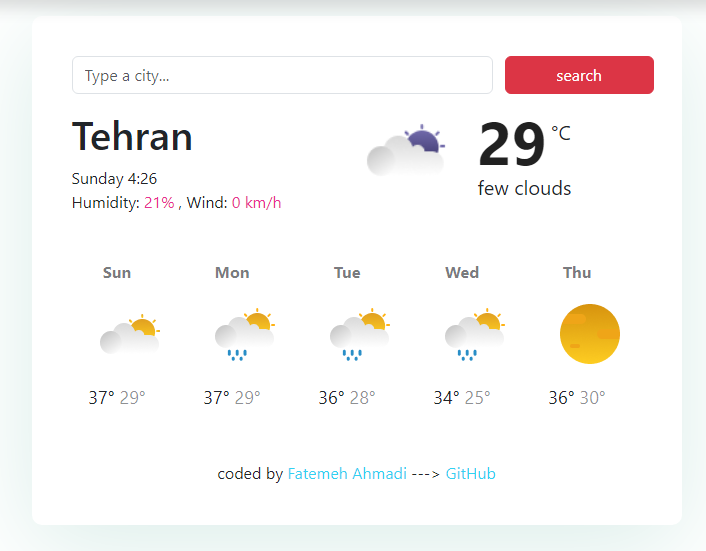 Type a city... search
Tehran 29 °C
Sunday 4:26 few clouds
Humidity: 21% , Wind: 0 km/h
Sun Mon Tue Wed Thu
37° 29° 37° 29° 36° 28° 34° 25° 36° 30°
coded by Fatemeh Ahmadi ---> GitHub